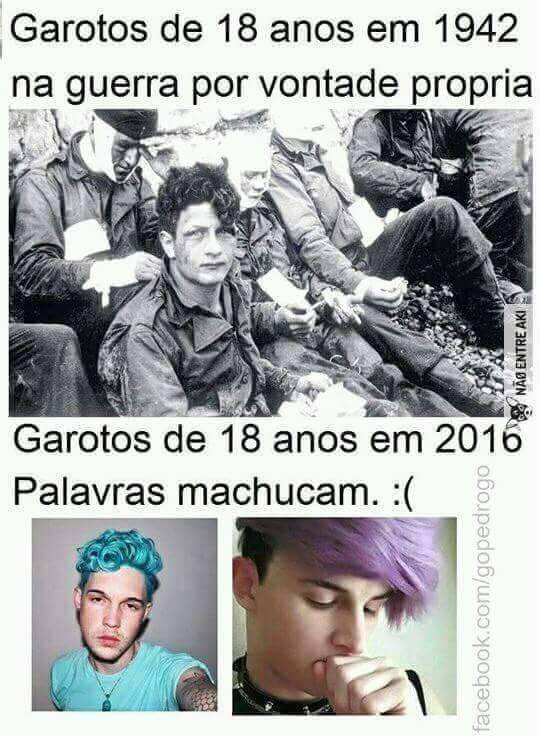 Garotos de 18 anos em 1942
na guerra por vontade propria
NÃO ENTRE AKI
Garotos de 18 anos em 2016
Palavras machucam. :(
facebook.com/gopedrogo